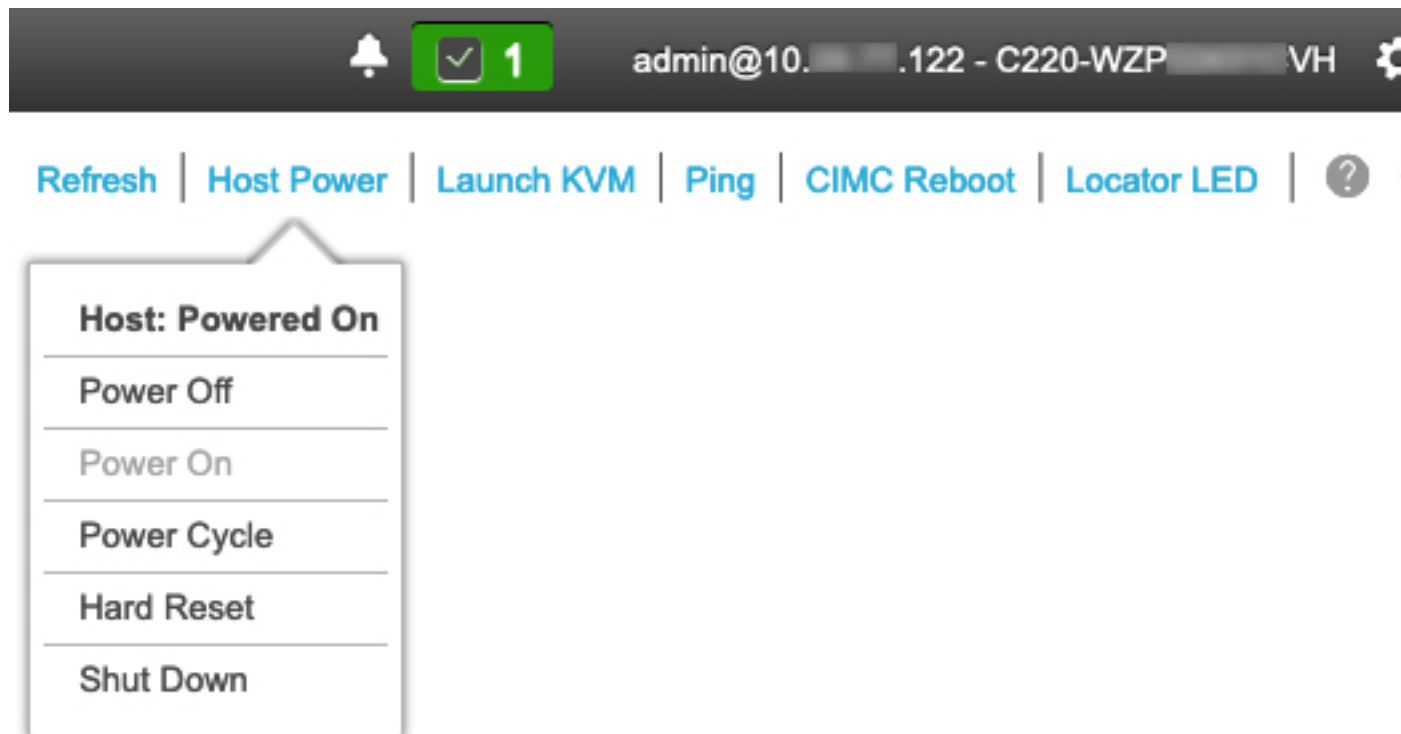 1 admin@10. .122 - C220-WZP VH
Refresh | Host Power | Launch KVM | Ping | CIMC Reboot | Locator LED | ?
Host: Powered On
Power Off
Power On
Power Cycle
Hard Reset
Shut Down